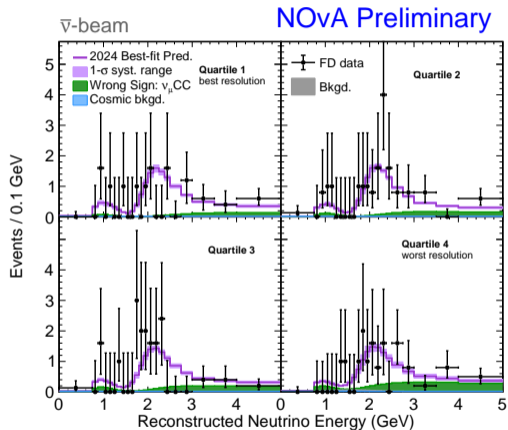 ν̅-beam
NOvA Preliminary
2024 Best-fit Pred.
1-σ syst. range
Wrong Sign: νμCC
Cosmic bkgd.
Quartile 1
best resolution
FD data
Bkgd.
Quartile 2
5
4
3
2
1
0
Quartile 3
Quartile 4
worst resolution
4
3
2
1
0
0 1 2 3 4 0 1 2 3 4 5
Events / 0.1 GeV
Reconstructed Neutrino Energy (GeV)